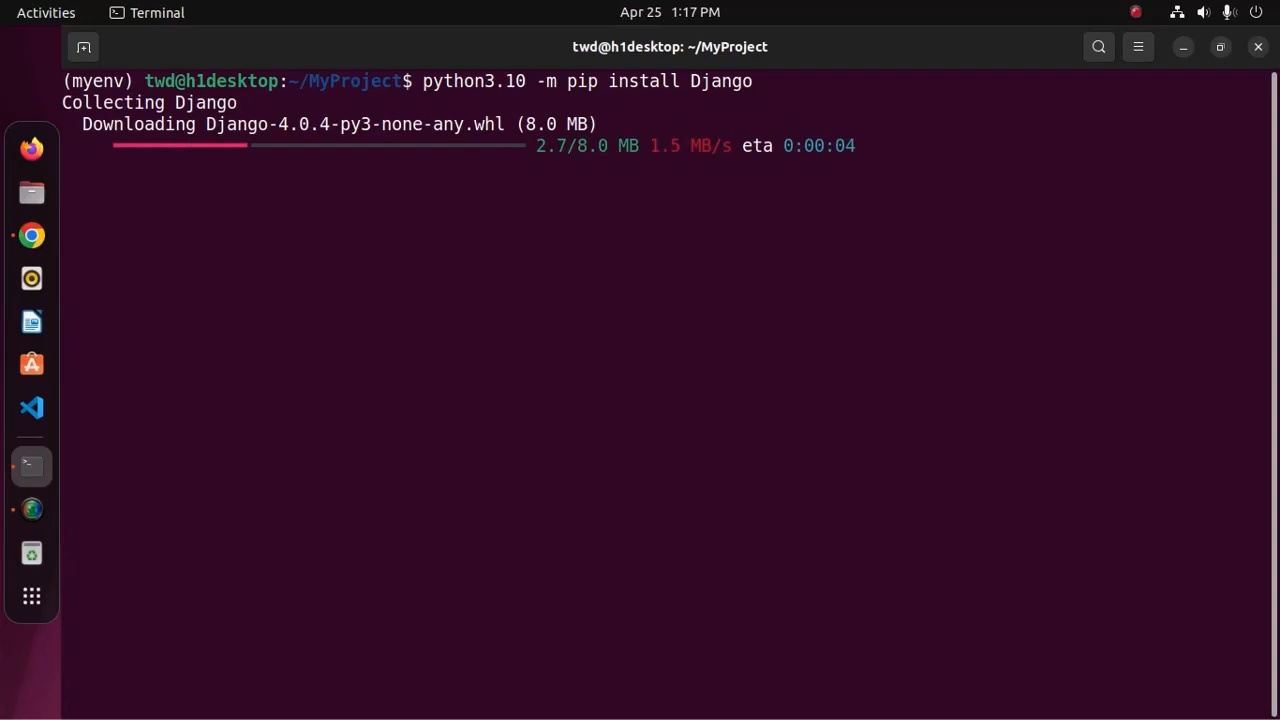 Activities Terminal Apr 25 1:17 PM
twd@h1desktop: ~/MyProject
(myenv) twd@h1desktop:~/MyProject$ python3.10 -m pip install Django
Collecting Django
Downloading Django-4.0.4-py3-none-any.whl (8.0 MB)
2.7/8.0 MB 1.5 MB/s eta 0:00:04